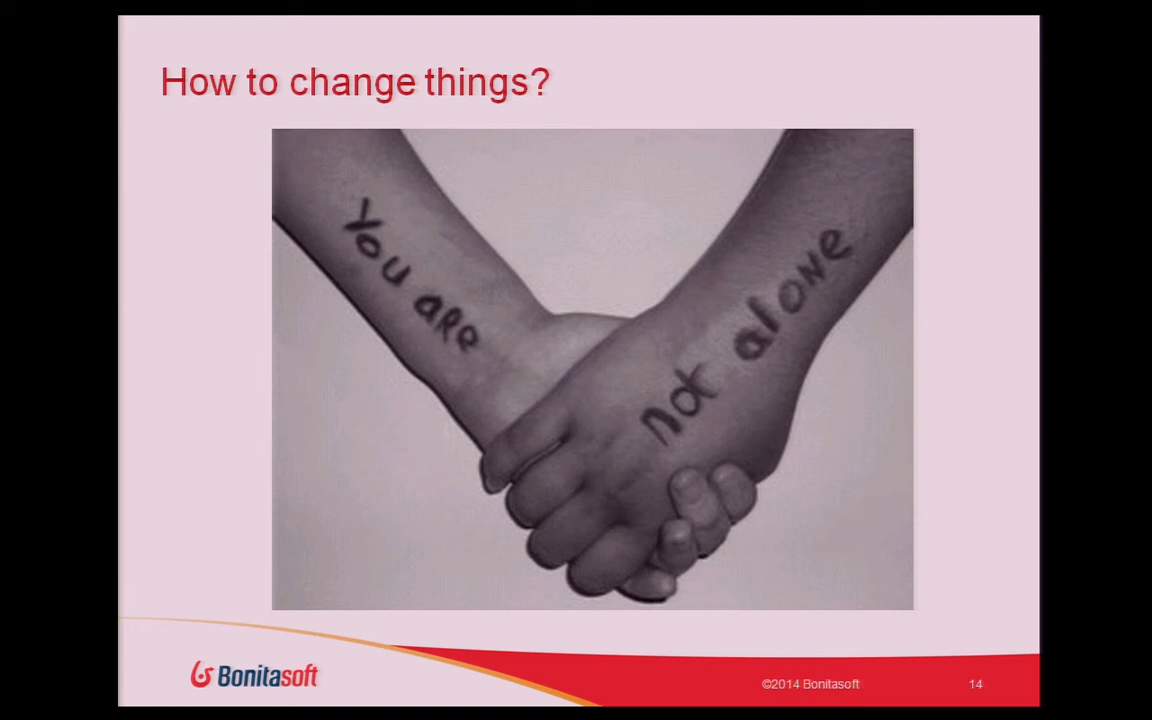 How to change things?
You are
not alone
Bonitasoft
©2014 Bonitasoft
14